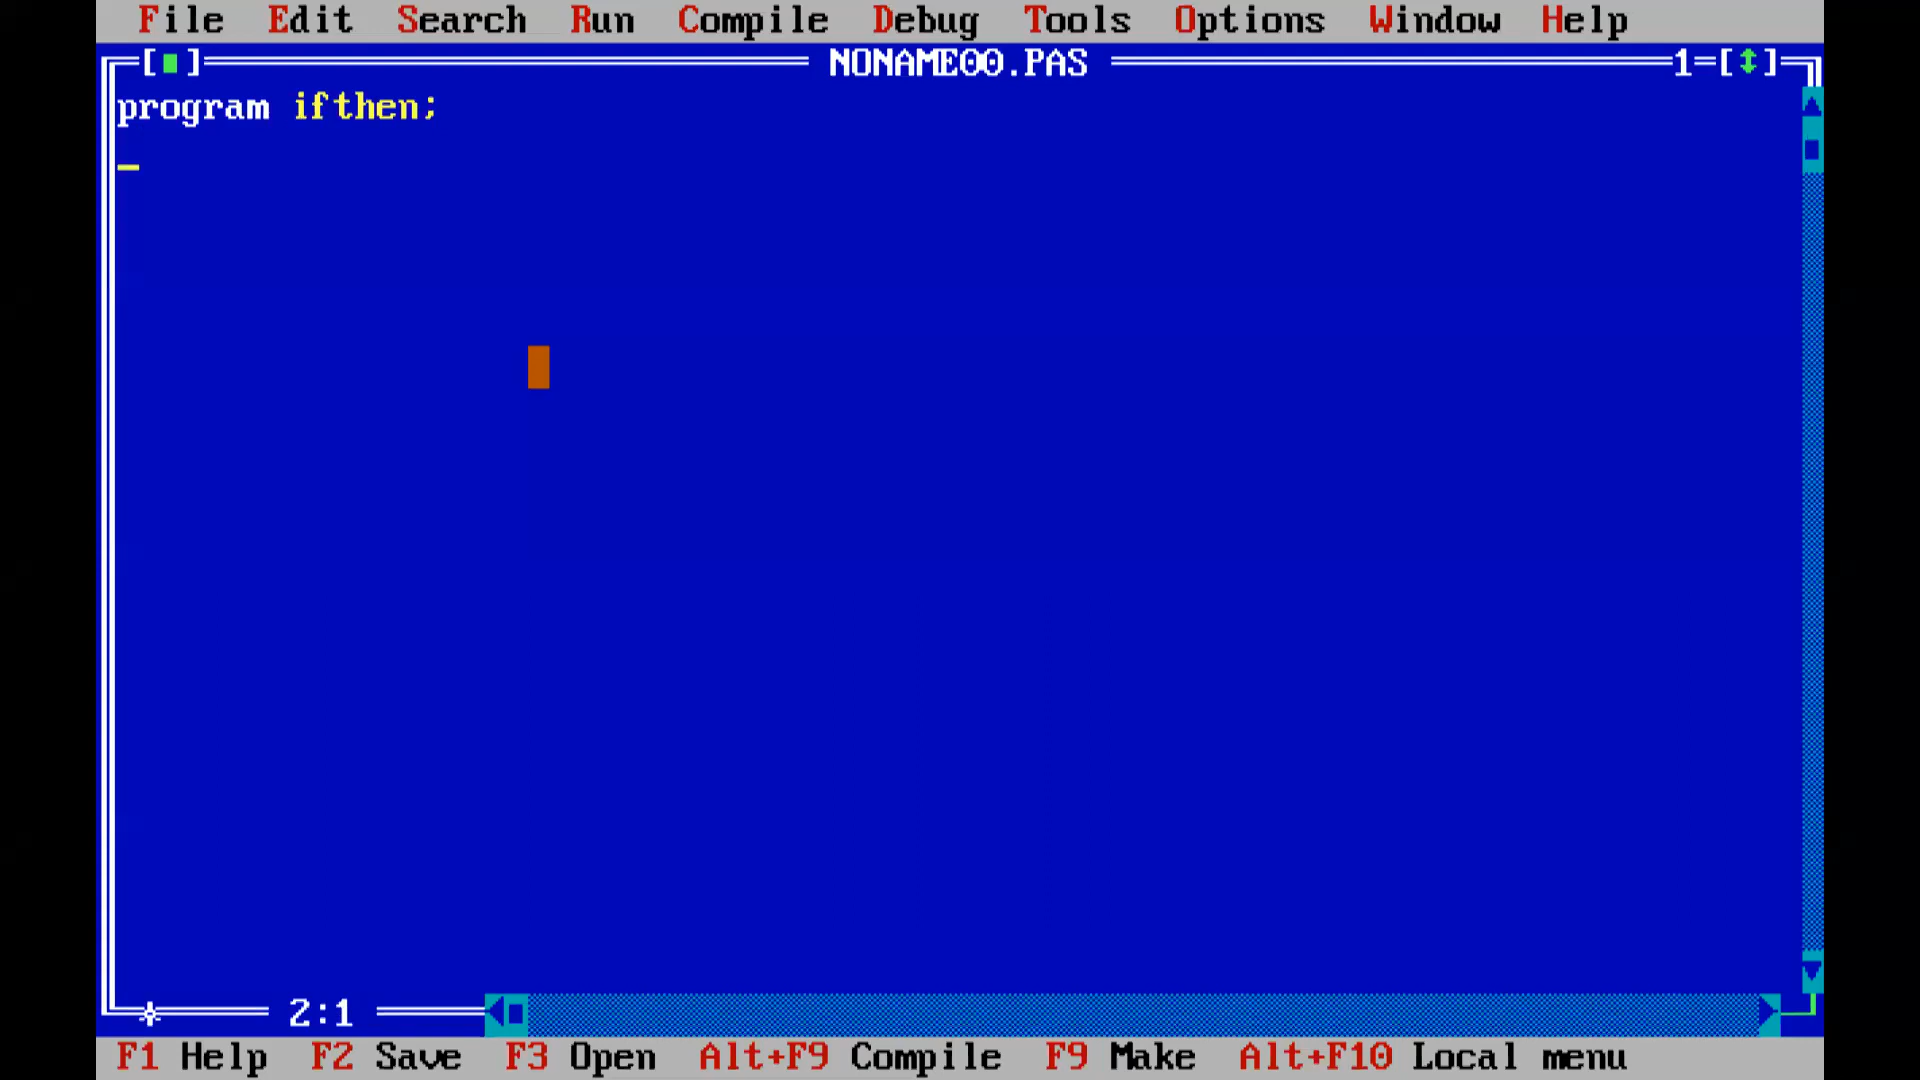 File Edit Search Run Compile Debug Tools Options Window Help
[■] NONAME00.PAS 1=[↕]
program ifthen;
2:1
F1 Help F2 Save F3 Open Alt+F9 Compile F9 Make Alt+F10 Local menu